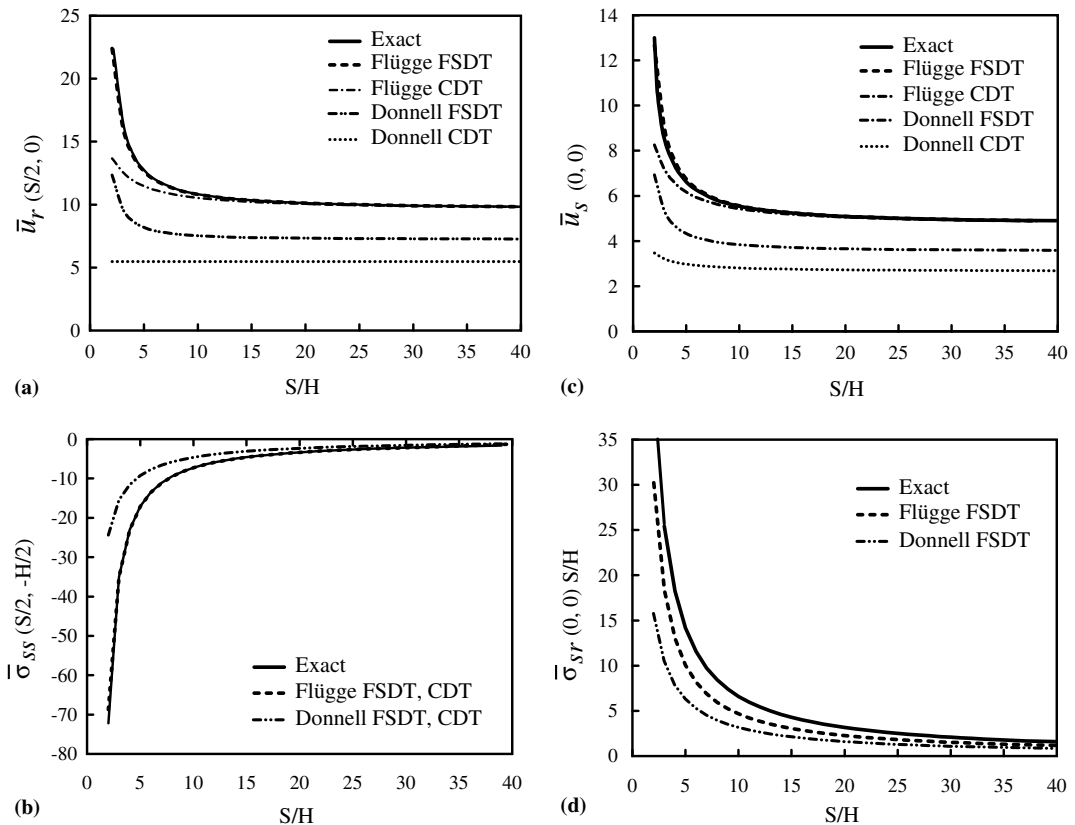 25
20
15
10
5
0
0 5 10 15 20 25 30 35 40
ū_r (S/2, 0)
S/H
(a)
Exact
Flügge FSDT
Flügge CDT
Donnell FSDT
Donnell CDT
14
12
10
8
6
4
2
0
0 5 10 15 20 25 30 35 40
ū_s (0, 0)
S/H
(c)
Exact
Flügge FSDT
Flügge CDT
Donnell FSDT
Donnell CDT
0
-10
-20
-30
-40
-50
-60
-70
-80
0 5 10 15 20 25 30 35 40
σ̄_ss (S/2, -H/2)
S/H
(b)
Exact
Flügge FSDT, CDT
Donnell FSDT, CDT
35
30
25
20
15
10
5
0
0 5 10 15 20 25 30 35 40
σ̄_sr (0, 0) S/H
S/H
(d)
Exact
Flügge FSDT
Donnell FSDT